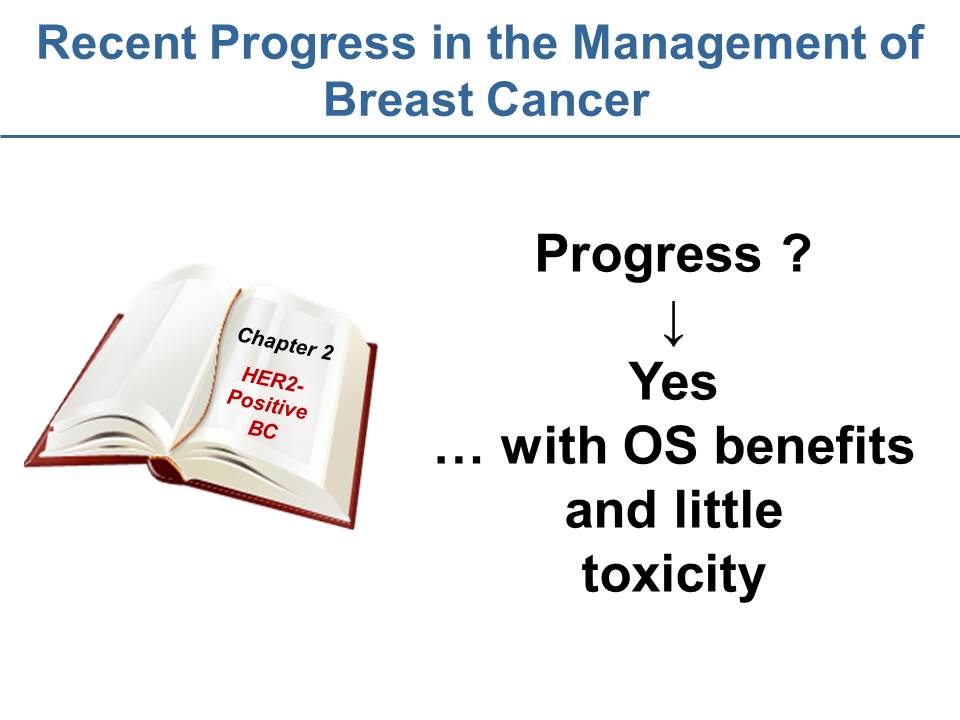 Recent Progress in the Management of
Breast Cancer
Chapter 2
HER2-
Positive
BC
Progress ?
↓
Yes
… with OS benefits
and little
toxicity